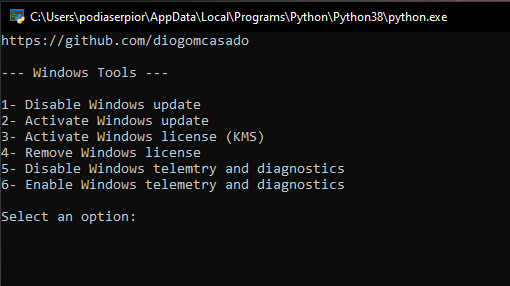 C:\Users\podiaserpior\AppData\Local\Programs\Python\Python38\python.exe
https://github.com/diogomcasado
--- Windows Tools ---
1- Disable Windows update
2- Activate Windows update
3- Activate Windows license (KMS)
4- Remove Windows license
5- Disable Windows telemtry and diagnostics
6- Enable Windows telemetry and diagnostics
Select an option: